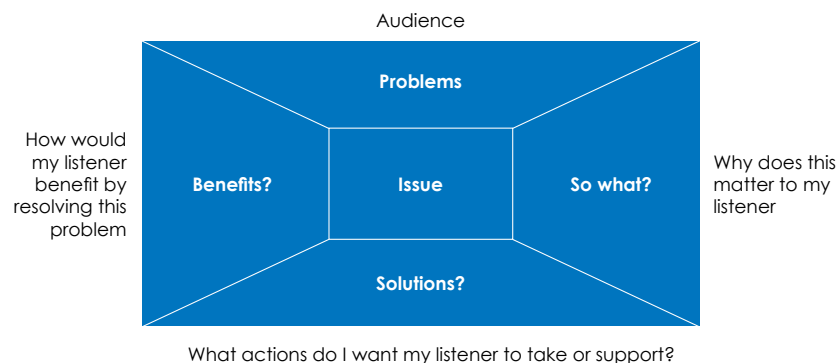 Audience
Problems
How would
my listener
benefit by
resolving this
problem
Benefits?
Issue
So what?
Why does this
matter to my
listener
Solutions?
What actions do I want my listener to take or support?